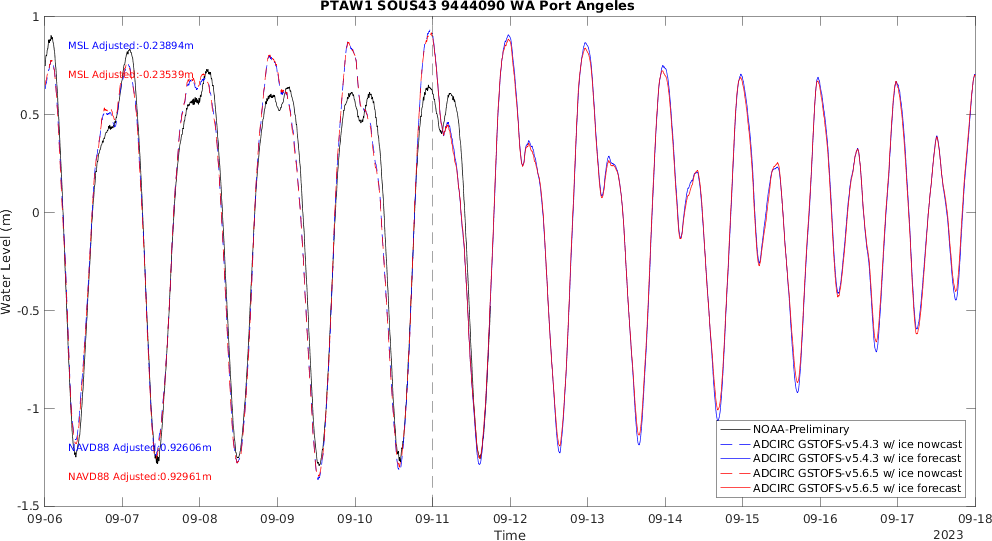 PTAW1 SOUS43 9444090 WA Port Angeles
MSL Adjusted:-0.23894m
MSL Adjusted:-0.23539m
NAVD88 Adjusted:0.92606m
NAVD88 Adjusted:0.92961m
Water Level (m)
1
0.5
0
-0.5
-1
-1.5
NOAA-Preliminary
ADCIRC GSTOFS-v5.4.3 w/ ice nowcast
ADCIRC GSTOFS-v5.4.3 w/ ice forecast
ADCIRC GSTOFS-v5.6.5 w/ ice nowcast
ADCIRC GSTOFS-v5.6.5 w/ ice forecast
09-06 09-07 09-08 09-09 09-10 09-11 09-12 09-13 09-14 09-15 09-16 09-17 09-18
Time
2023